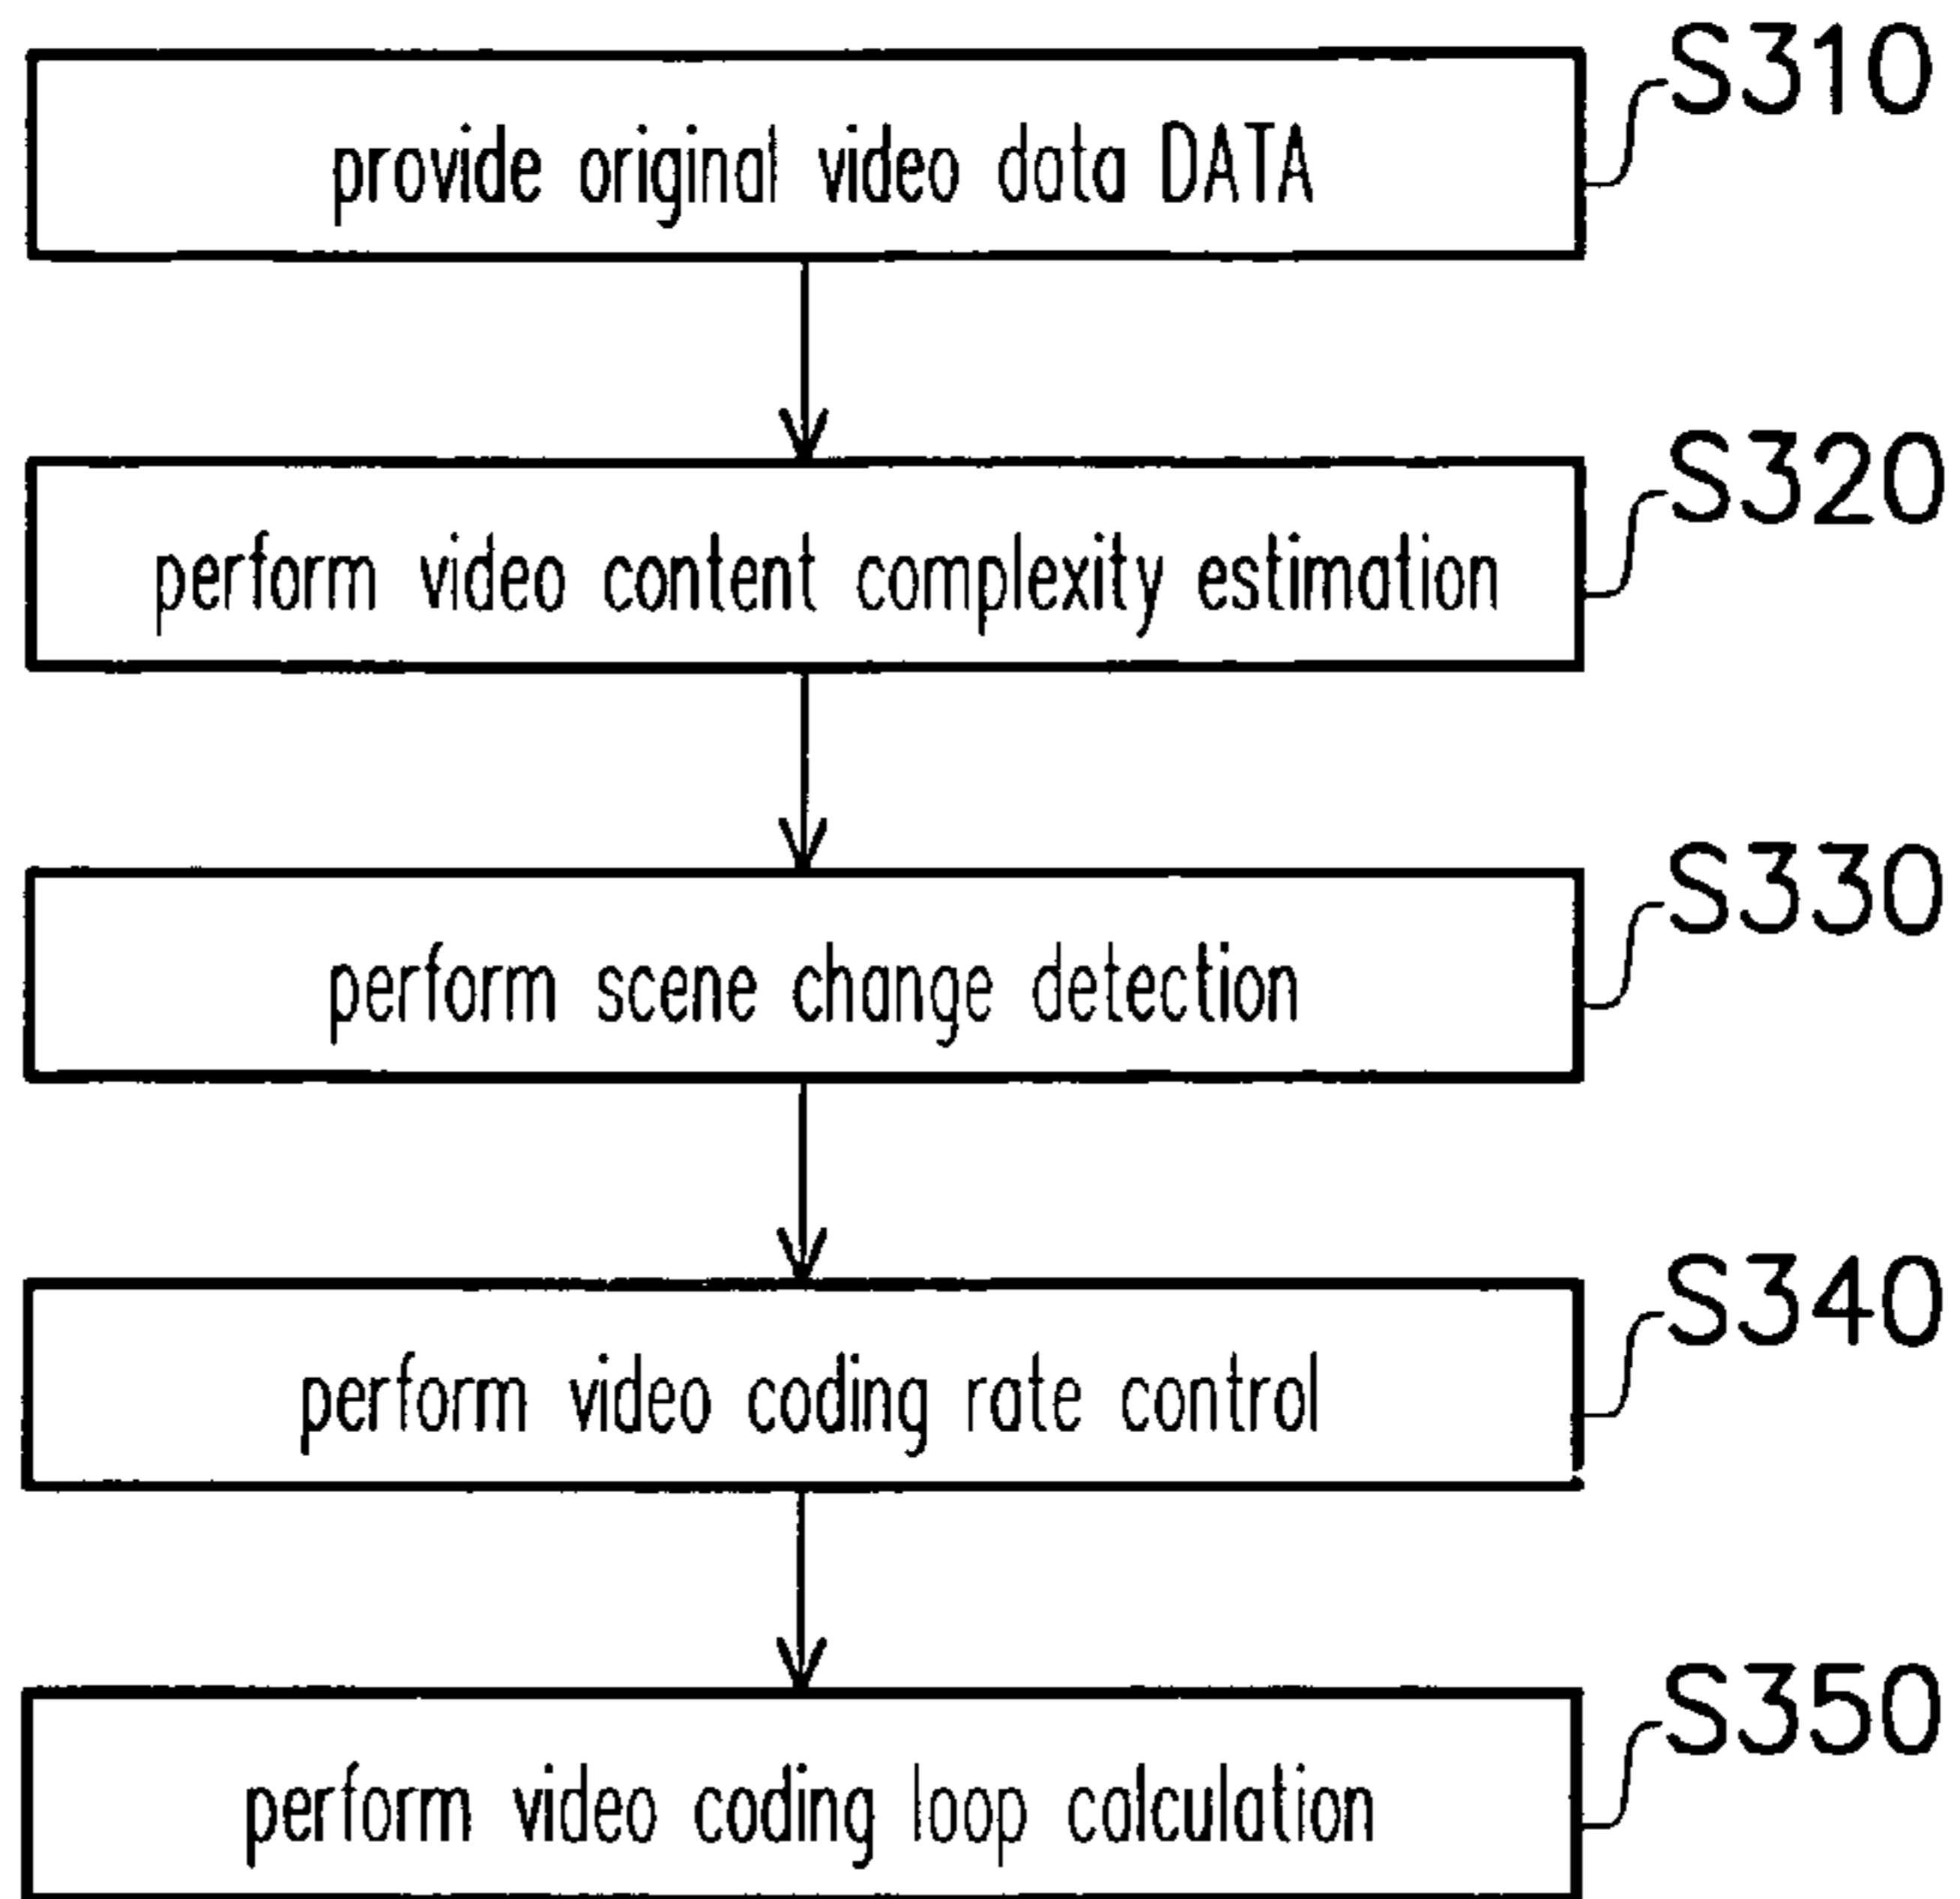 S310
provide original video data DATA
S320
perform video content complexity estimation
S330
perform scene change detection
S340
perform video coding rate control
S350
perform video coding loop calculation